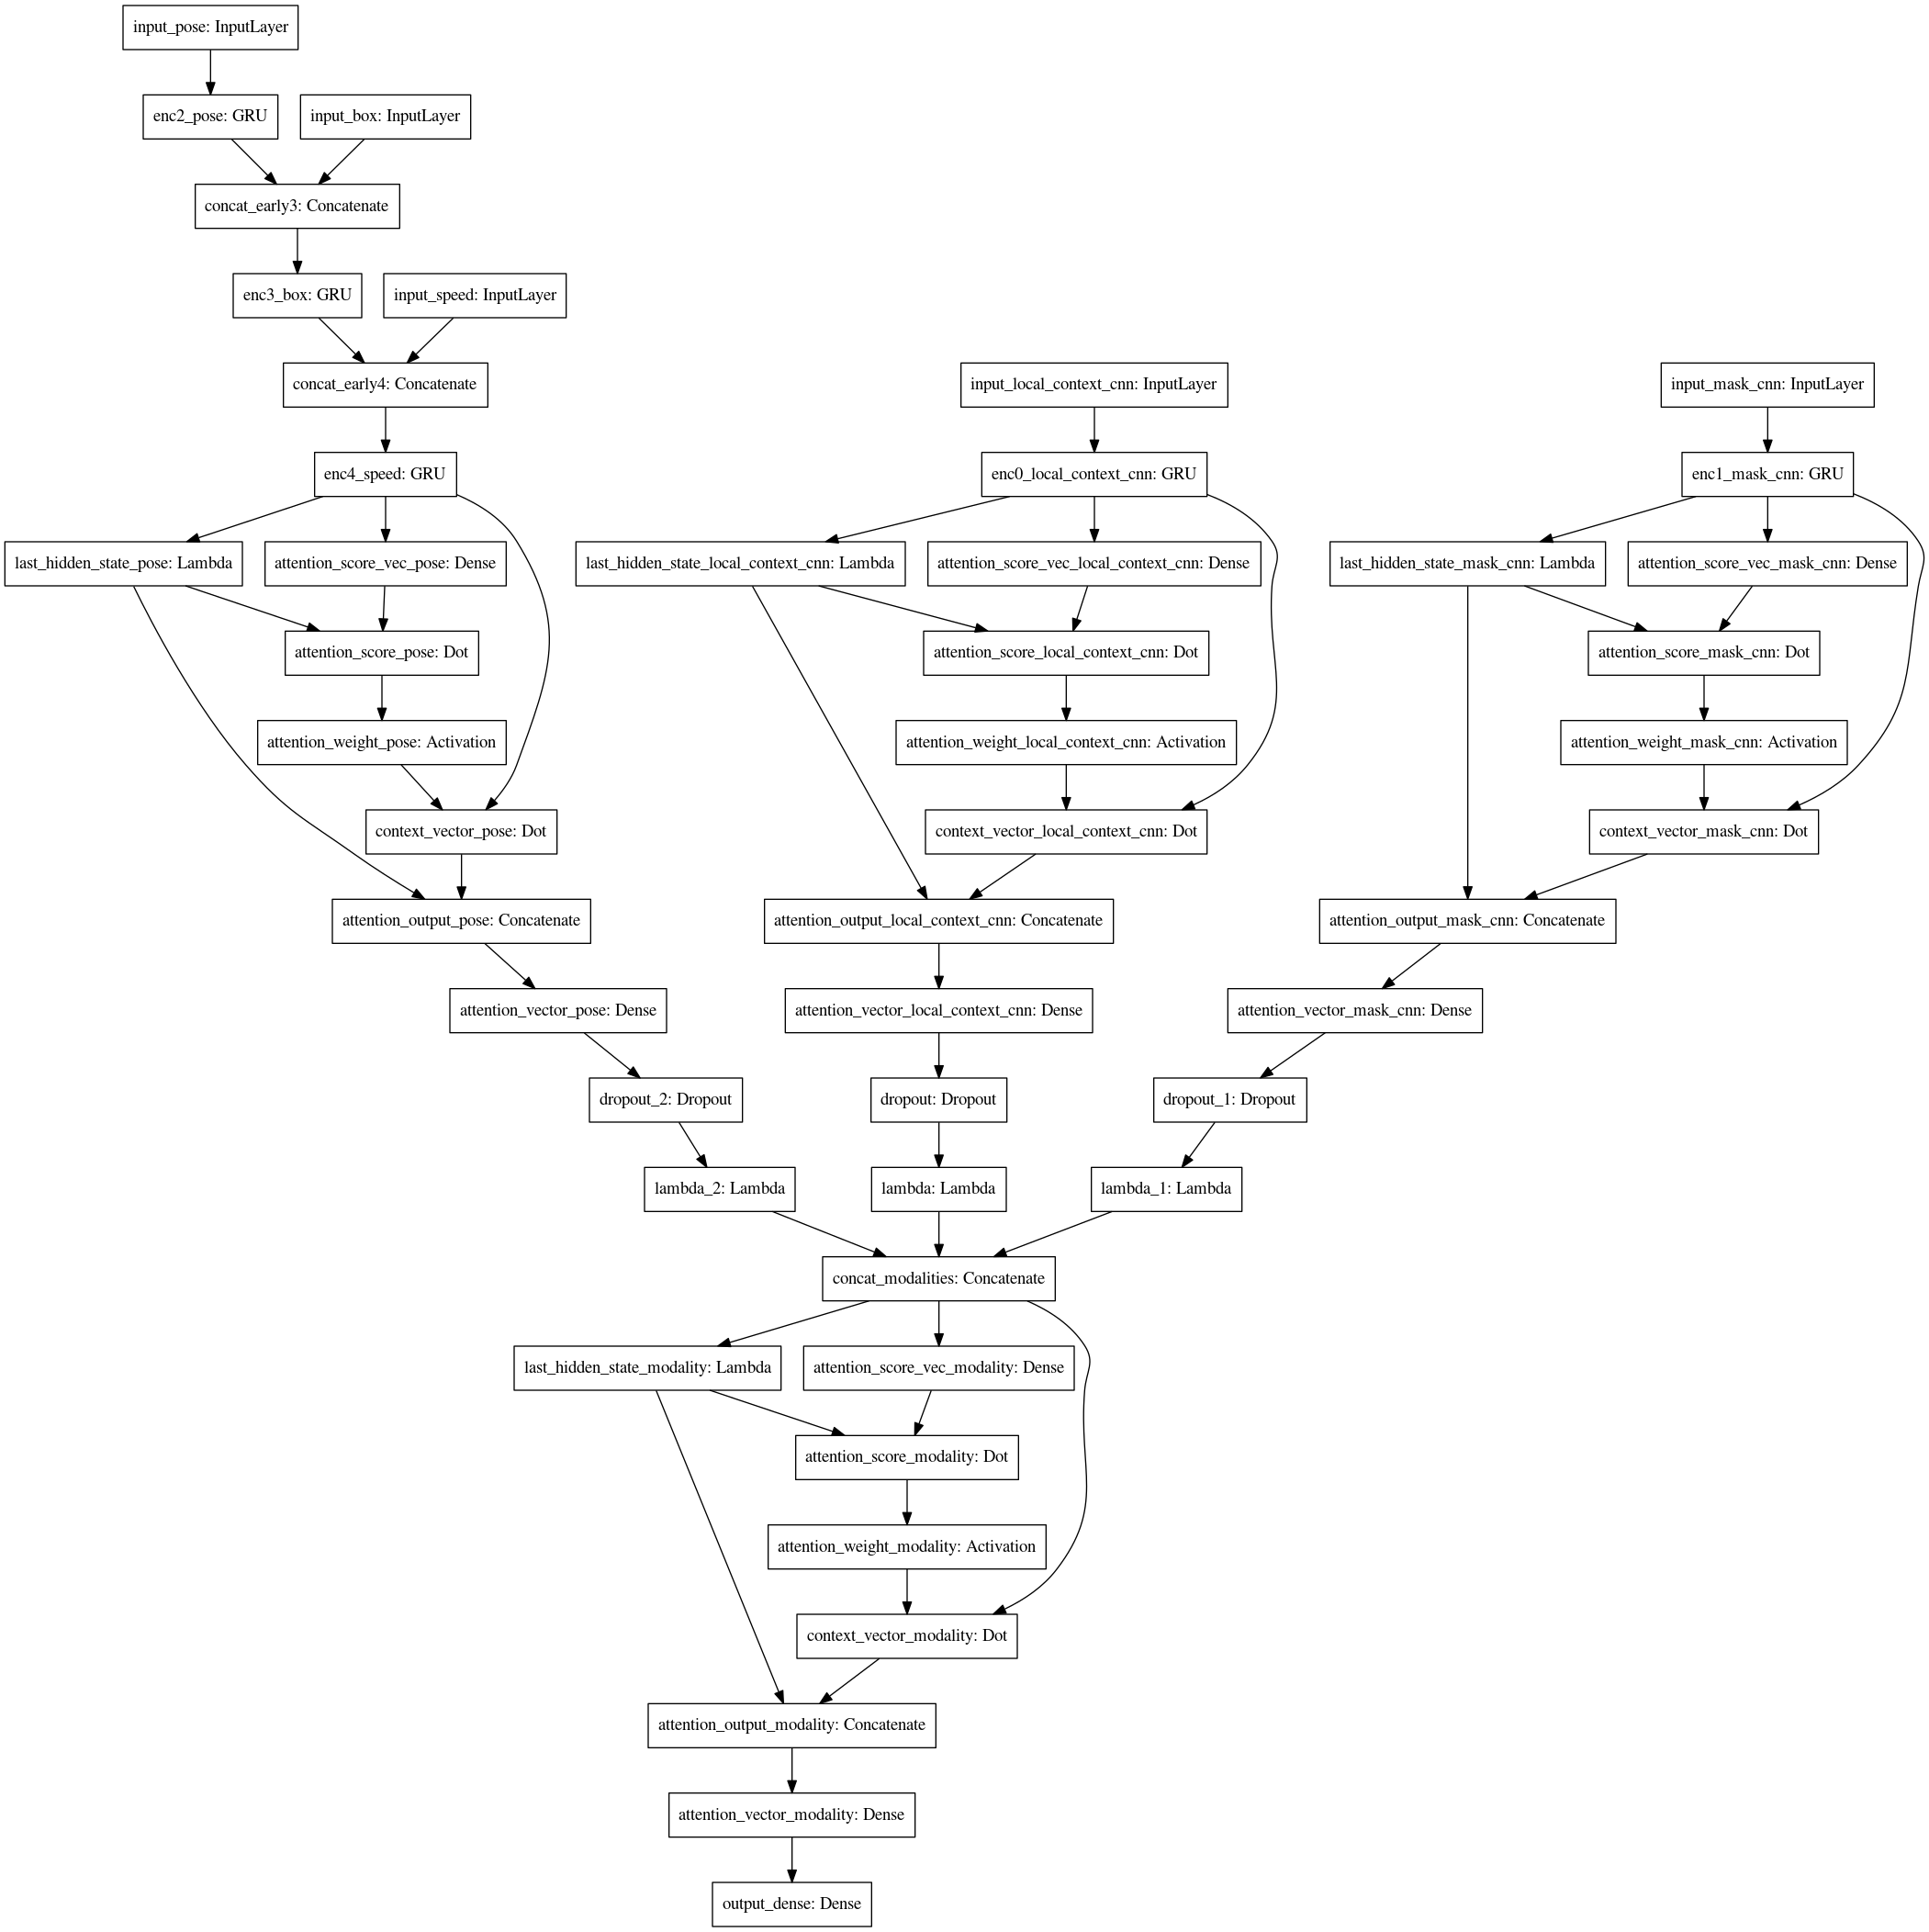 input_pose: InputLayer
enc2_pose: GRU
input_box: InputLayer
concat_early3: Concatenate
enc3_box: GRU
input_speed: InputLayer
concat_early4: Concatenate
input_local_context_cnn: InputLayer
input_mask_cnn: InputLayer
enc4_speed: GRU
enc0_local_context_cnn: GRU
enc1_mask_cnn: GRU
last_hidden_state_pose: Lambda
attention_score_vec_pose: Dense
last_hidden_state_local_context_cnn: Lambda
attention_score_vec_local_context_cnn: Dense
last_hidden_state_mask_cnn: Lambda
attention_score_vec_mask_cnn: Dense
attention_score_pose: Dot
attention_score_local_context_cnn: Dot
attention_score_mask_cnn: Dot
attention_weight_pose: Activation
attention_weight_local_context_cnn: Activation
attention_weight_mask_cnn: Activation
context_vector_pose: Dot
context_vector_local_context_cnn: Dot
context_vector_mask_cnn: Dot
attention_output_pose: Concatenate
attention_output_local_context_cnn: Concatenate
attention_output_mask_cnn: Concatenate
attention_vector_pose: Dense
attention_vector_local_context_cnn: Dense
attention_vector_mask_cnn: Dense
dropout_2: Dropout
dropout: Dropout
dropout_1: Dropout
lambda_2: Lambda
lambda: Lambda
lambda_1: Lambda
concat_modalities: Concatenate
last_hidden_state_modality: Lambda
attention_score_vec_modality: Dense
attention_score_modality: Dot
attention_weight_modality: Activation
context_vector_modality: Dot
attention_output_modality: Concatenate
attention_vector_modality: Dense
output_dense: Dense